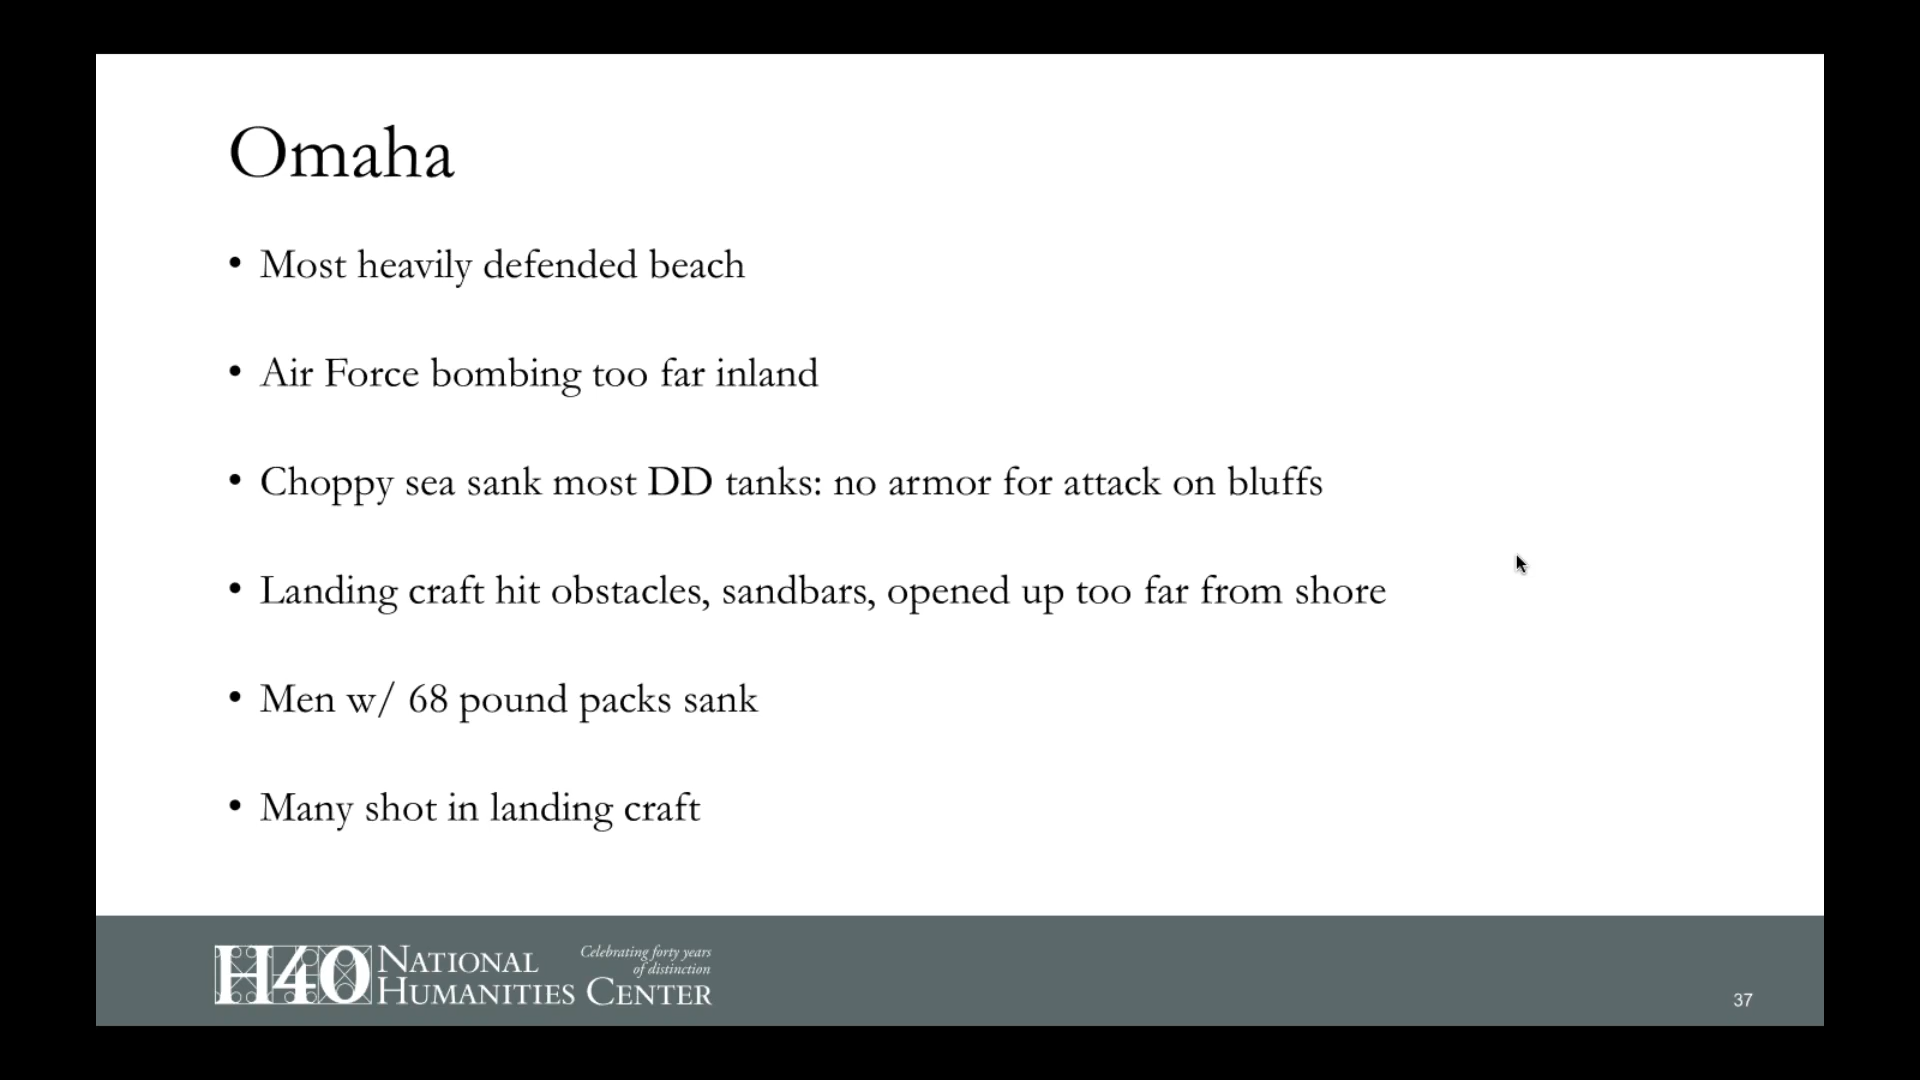 Omaha
• Most heavily defended beach
• Air Force bombing too far inland
• Choppy sea sank most DD tanks: no armor for attack on bluffs
• Landing craft hit obstacles, sandbars, opened up too far from shore
• Men w/ 68 pound packs sank
• Many shot in landing craft
H40 NATIONAL HUMANITIES CENTER
Celebrating forty years
of distinction
37